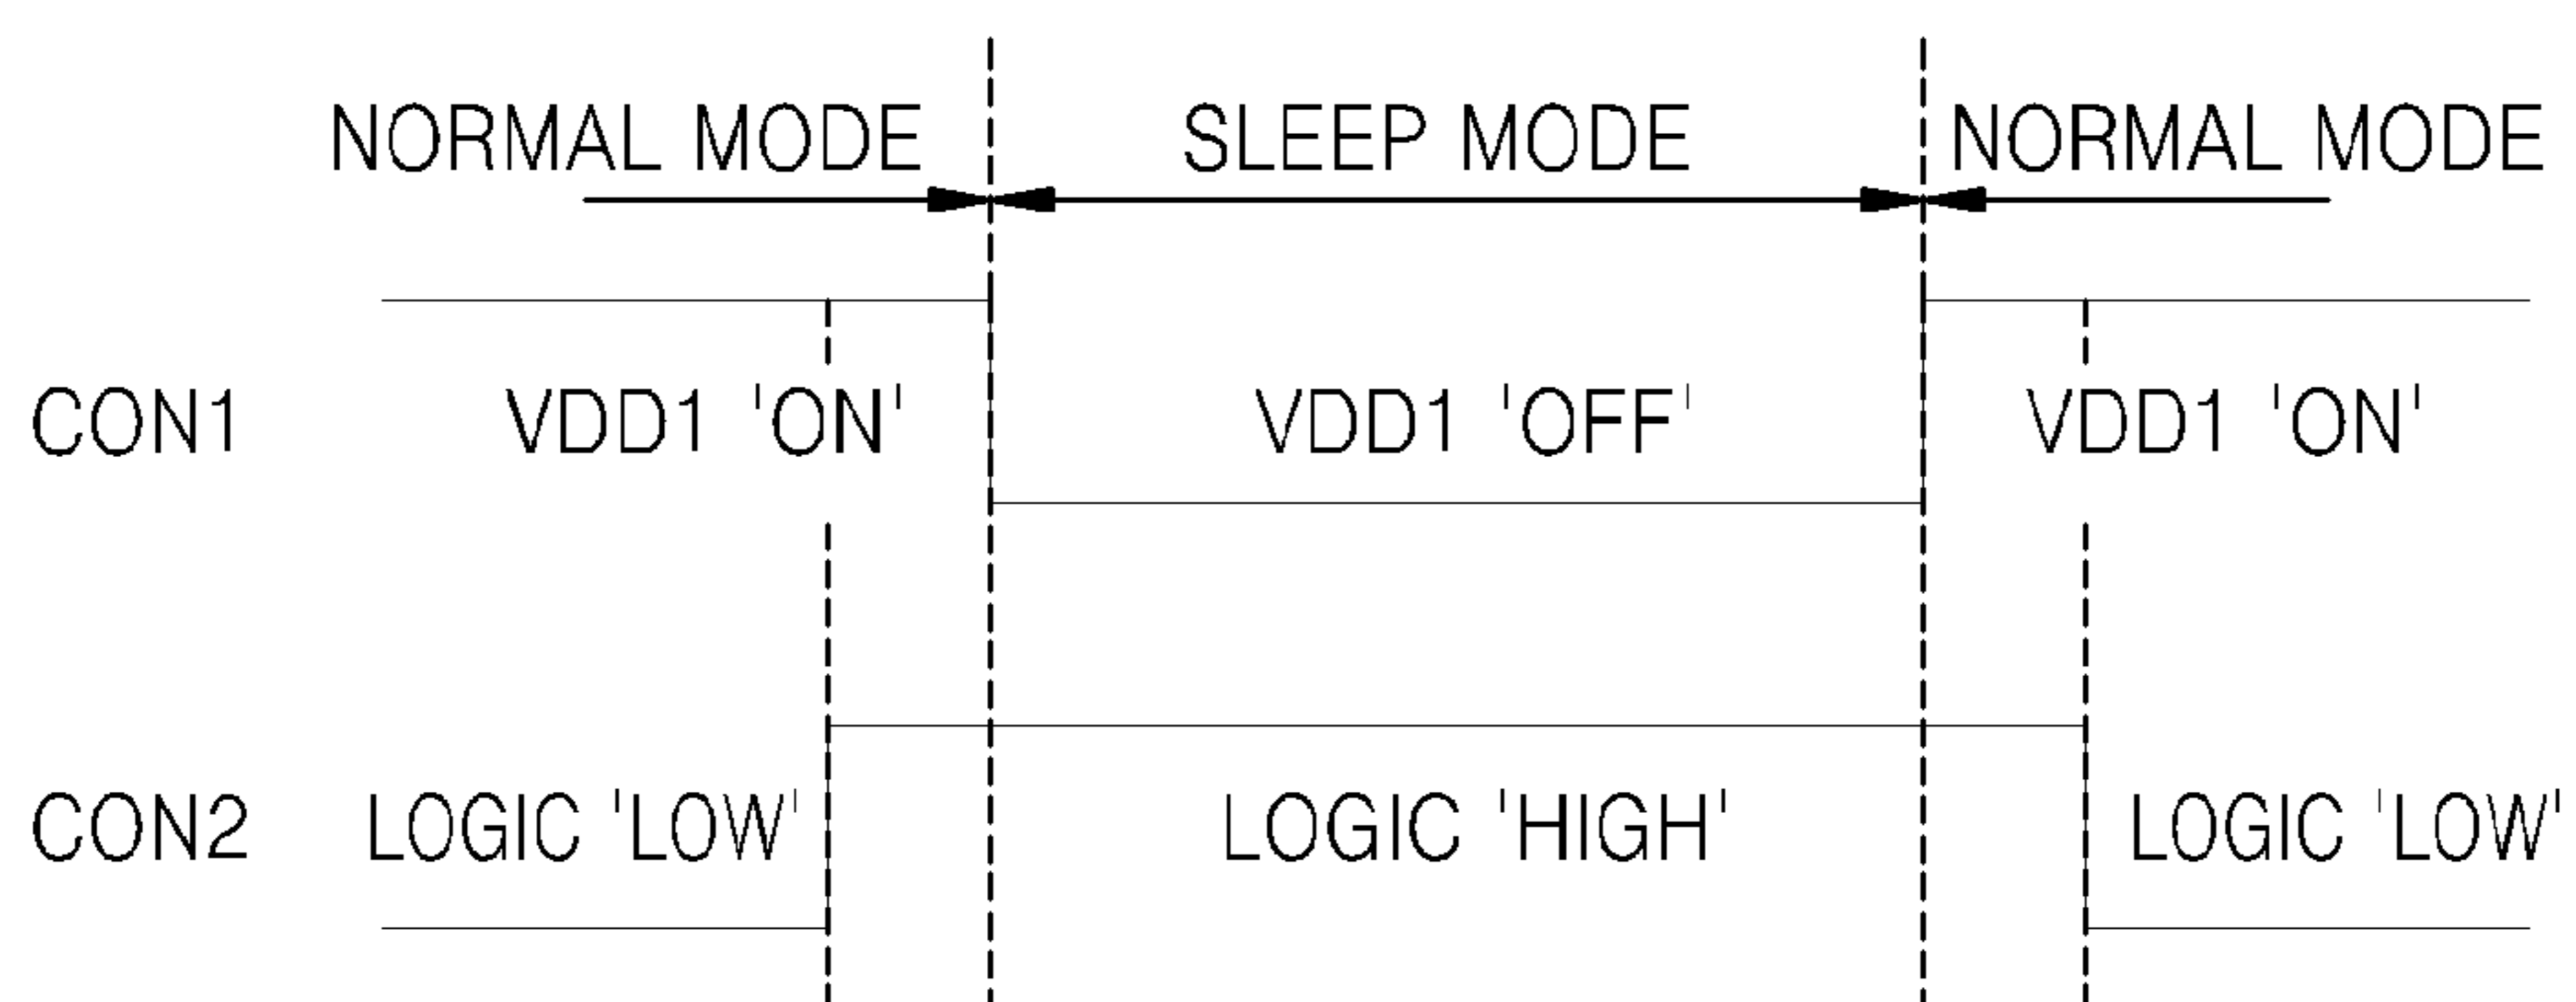 NORMAL MODE SLEEP MODE NORMAL MODE
CON1 VDD1 'ON' VDD1 'OFF' VDD1 'ON'
CON2 LOGIC 'LOW' LOGIC 'HIGH' LOGIC 'LOW'